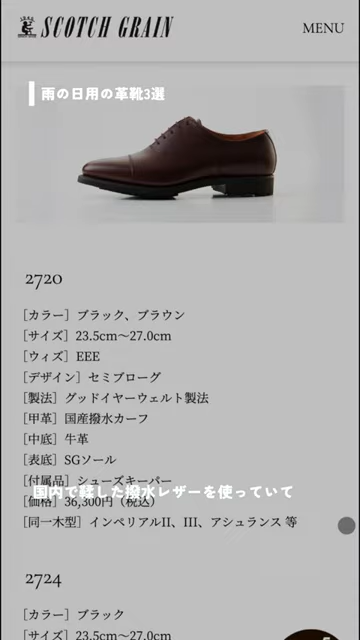 SCOTCH GRAIN
MENU
雨の日用の革靴3選
2720
［カラー］ブラック、ブラウン
［サイズ］23.5cm〜27.0cm
［ウィズ］EEE
［デザイン］セミブローグ
［製法］グッドイヤーウェルト製法
［甲革］国産撥水カーフ
［中底］牛革
［表底］SGソール
［付属品］シューズキーパー
国内で鞣した撥水レザーを使っていて
［価格］36,300円（税込）
［同一木型］インペリアルII、III、アシュランス 等
2724
［カラー］ブラック
［サイズ］23.5cm〜27.0cm